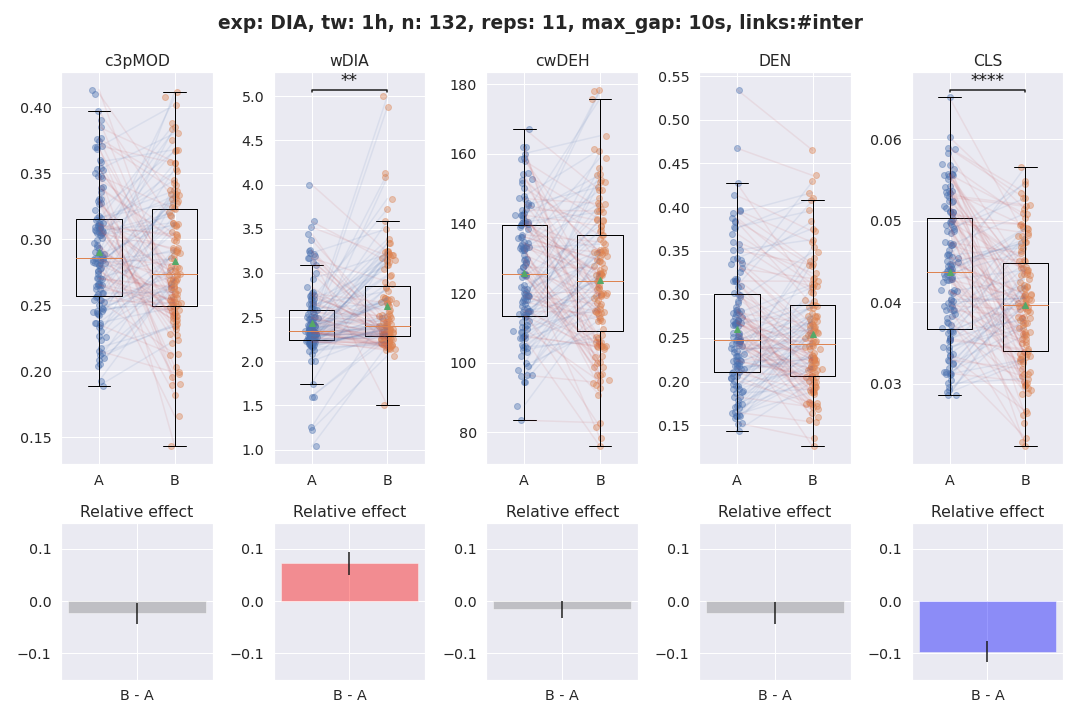 exp: DIA, tw: 1h, n: 132, reps: 11, max_gap: 10s, links:#inter
c3pMOD
wDIA
cwDEH
DEN
CLS
**
****
0.40
0.35
0.30
0.25
0.20
0.15
5.0
4.5
4.0
3.5
3.0
2.5
2.0
1.5
1.0
180
160
140
120
100
80
0.55
0.50
0.45
0.40
0.35
0.30
0.25
0.20
0.15
0.06
0.05
0.04
0.03
A B
A B
A B
A B
A B
Relative effect
Relative effect
Relative effect
Relative effect
Relative effect
0.1
0.0
−0.1
0.1
0.0
−0.1
0.1
0.0
−0.1
0.1
0.0
−0.1
0.1
0.0
−0.1
B - A
B - A
B - A
B - A
B - A